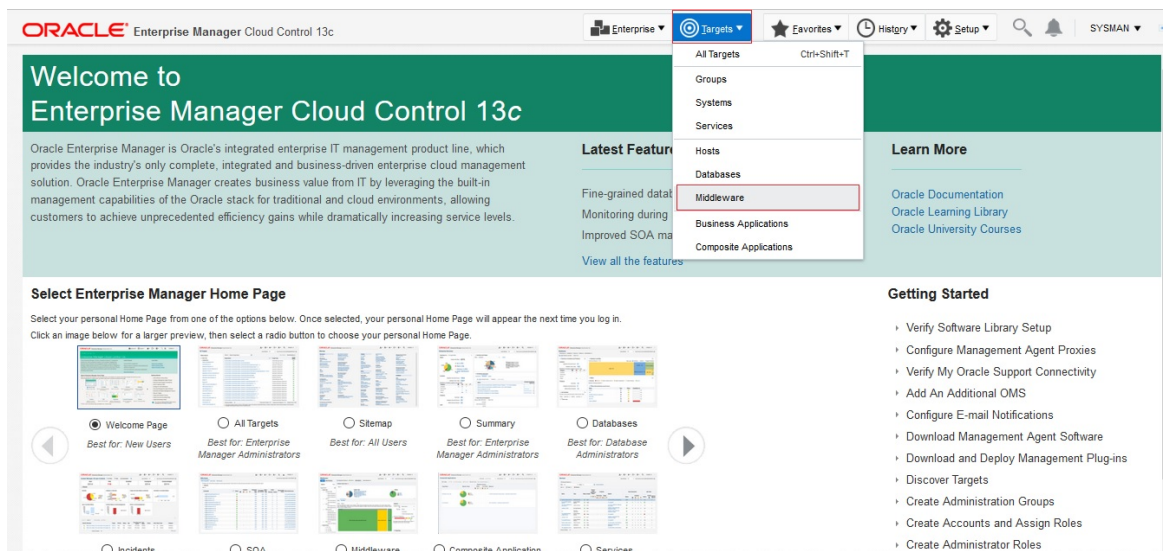 ORACLE Enterprise Manager Cloud Control 13c
Enterprise
Targets
Favorites
History
Setup
SYSMAN
All Targets Ctrl+Shift+T
Groups
Systems
Services
Hosts
Databases
Middleware
Business Applications
Composite Applications
Welcome to
Enterprise Manager Cloud Control 13c
Oracle Enterprise Manager is Oracle's integrated enterprise IT management product line, which
provides the industry's only complete, integrated and business-driven enterprise cloud management
solution. Oracle Enterprise Manager creates business value from IT by leveraging the built-in
management capabilities of the Oracle stack for traditional and cloud environments, allowing
customers to achieve unprecedented efficiency gains while dramatically increasing service levels.
Latest Featur
Fine-grained datab
Monitoring during
Improved SOA ma
View all the features
Learn More
Oracle Documentation
Oracle Learning Library
Oracle University Courses
Select Enterprise Manager Home Page
Select your personal Home Page from one of the options below. Once selected, your personal Home Page will appear the next time you log in.
Click an image below for a larger preview, then select a radio button to choose your personal Home Page.
Welcome Page
Best for: New Users
All Targets
Best for: Enterprise
Manager Administrators
Sitemap
Best for: All Users
Summary
Best for: Enterprise
Manager Administrators
Databases
Best for: Database
Administrators
Incidents
SOA
Middleware
Composite Application
Services
Getting Started
Verify Software Library Setup
Configure Management Agent Proxies
Verify My Oracle Support Connectivity
Add An Additional OMS
Configure E-mail Notifications
Download Management Agent Software
Download and Deploy Management Plug-ins
Discover Targets
Create Administration Groups
Create Accounts and Assign Roles
Create Administrator Roles